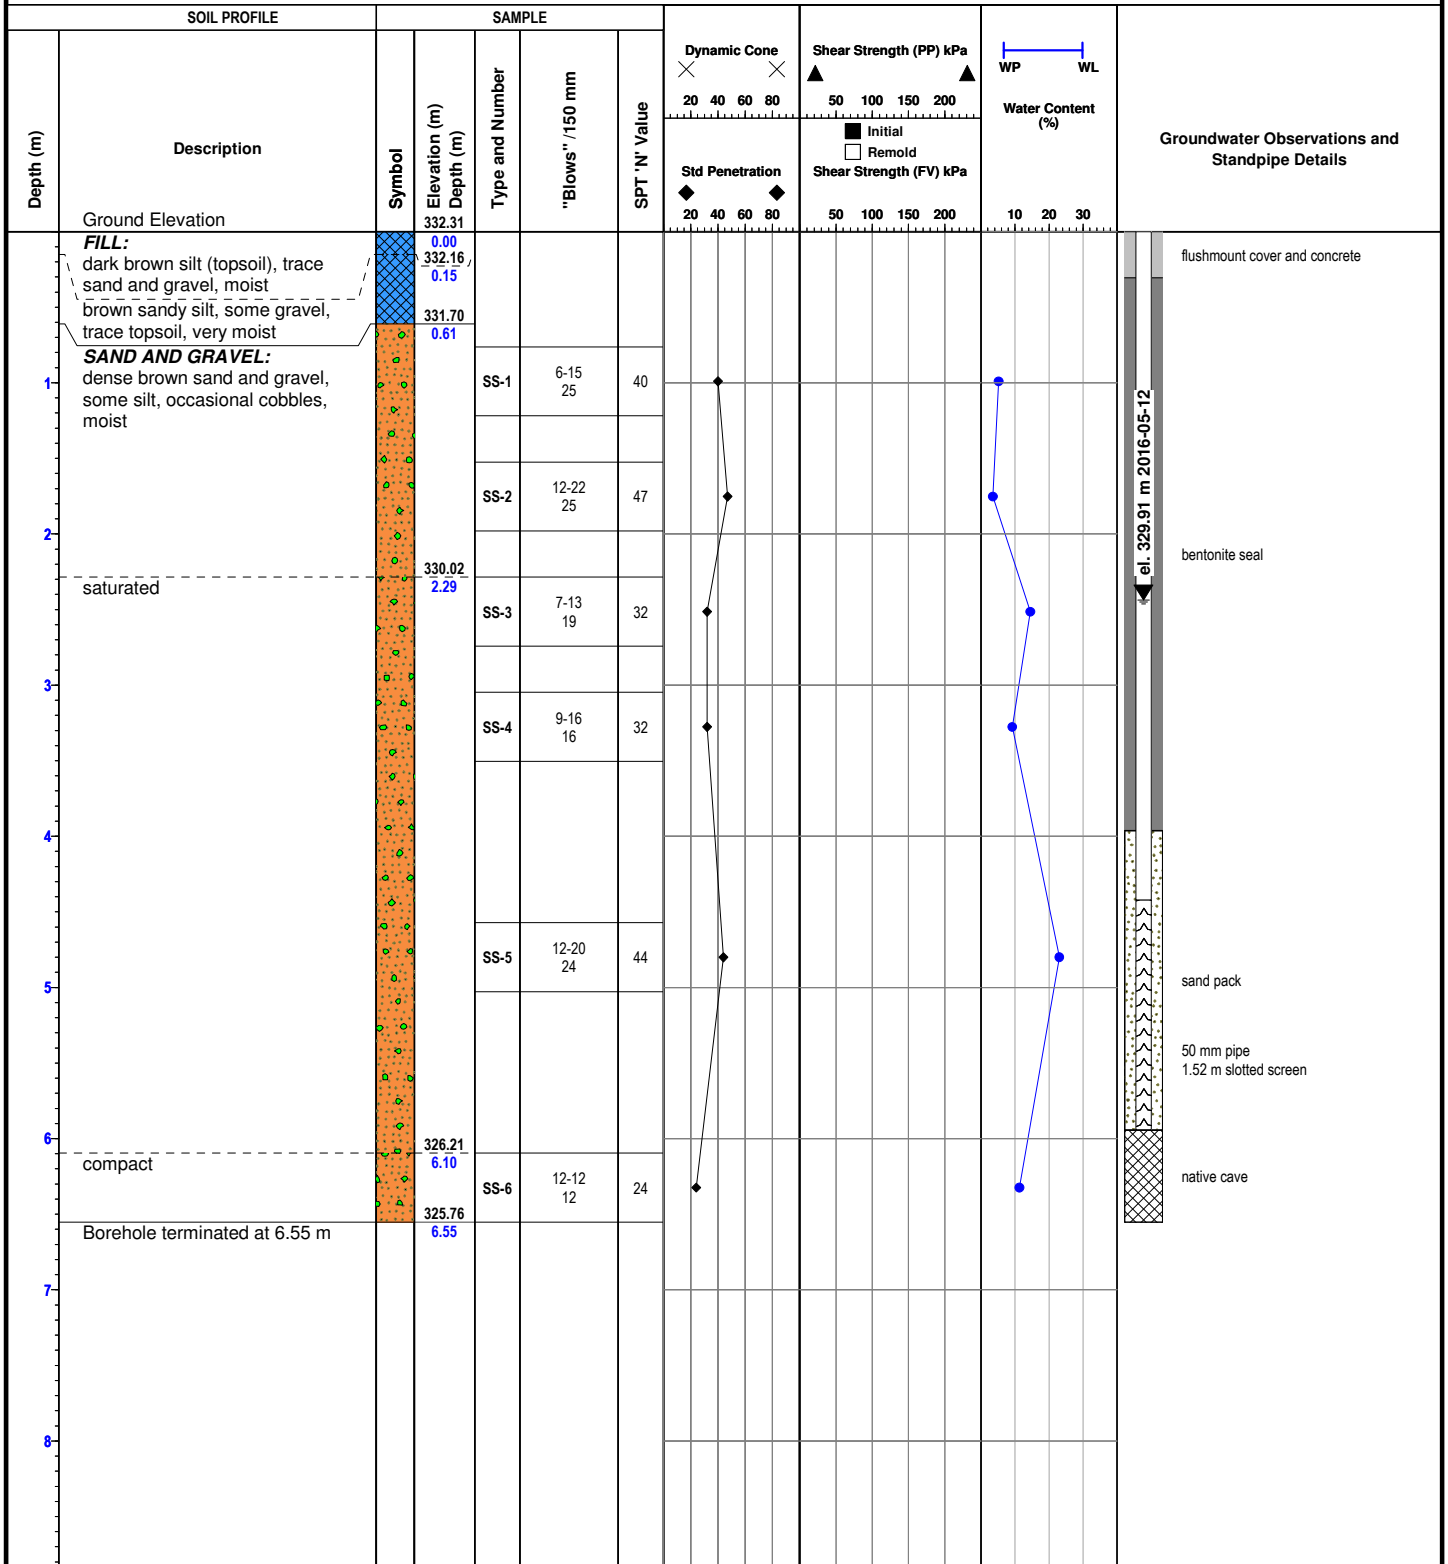 SOIL PROFILE
SAMPLE
Depth (m)
Description
Symbol
Elevation (m)
Depth (m)
Type and Number
"Blows" /150 mm
SPT 'N' Value
Dynamic Cone
20 40 60 80
Std Penetration
20 40 60 80
Shear Strength (PP) kPa
50 100 150 200
Initial
Remold
Shear Strength (FV) kPa
50 100 150 200
WP WL
Water Content
(%)
10 20 30
Groundwater Observations and
Standpipe Details
Ground Elevation
332.31
FILL:
0.00
dark brown silt (topsoil), trace
sand and gravel, moist
332.16
0.15
brown sandy silt, some gravel,
trace topsoil, very moist
331.70
0.61
SAND AND GRAVEL:
dense brown sand and gravel,
some silt, occasional cobbles,
moist
flushmount cover and concrete
1
SS-1
6-15
25
40
SS-2
12-22
25
47
el. 329.91 m 2016-05-12
2
bentonite seal
330.02
saturated
2.29
SS-3
7-13
19
32
3
SS-4
9-16
16
32
4
SS-5
12-20
24
44
5
sand pack
50 mm pipe
1.52 m slotted screen
6
326.21
compact
6.10
SS-6
12-12
12
24
native cave
325.76
Borehole terminated at 6.55 m
6.55
7
8